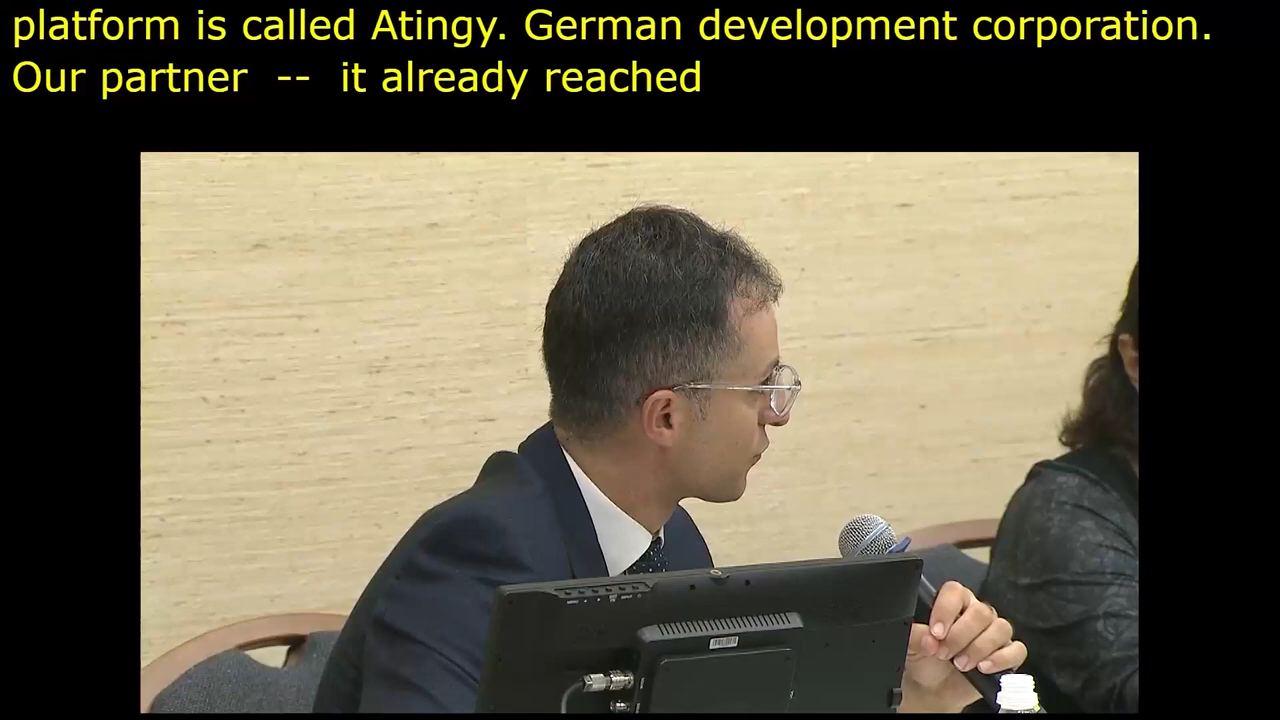 platform is called Atingy. German development corporation.
Our partner  --  it already reached